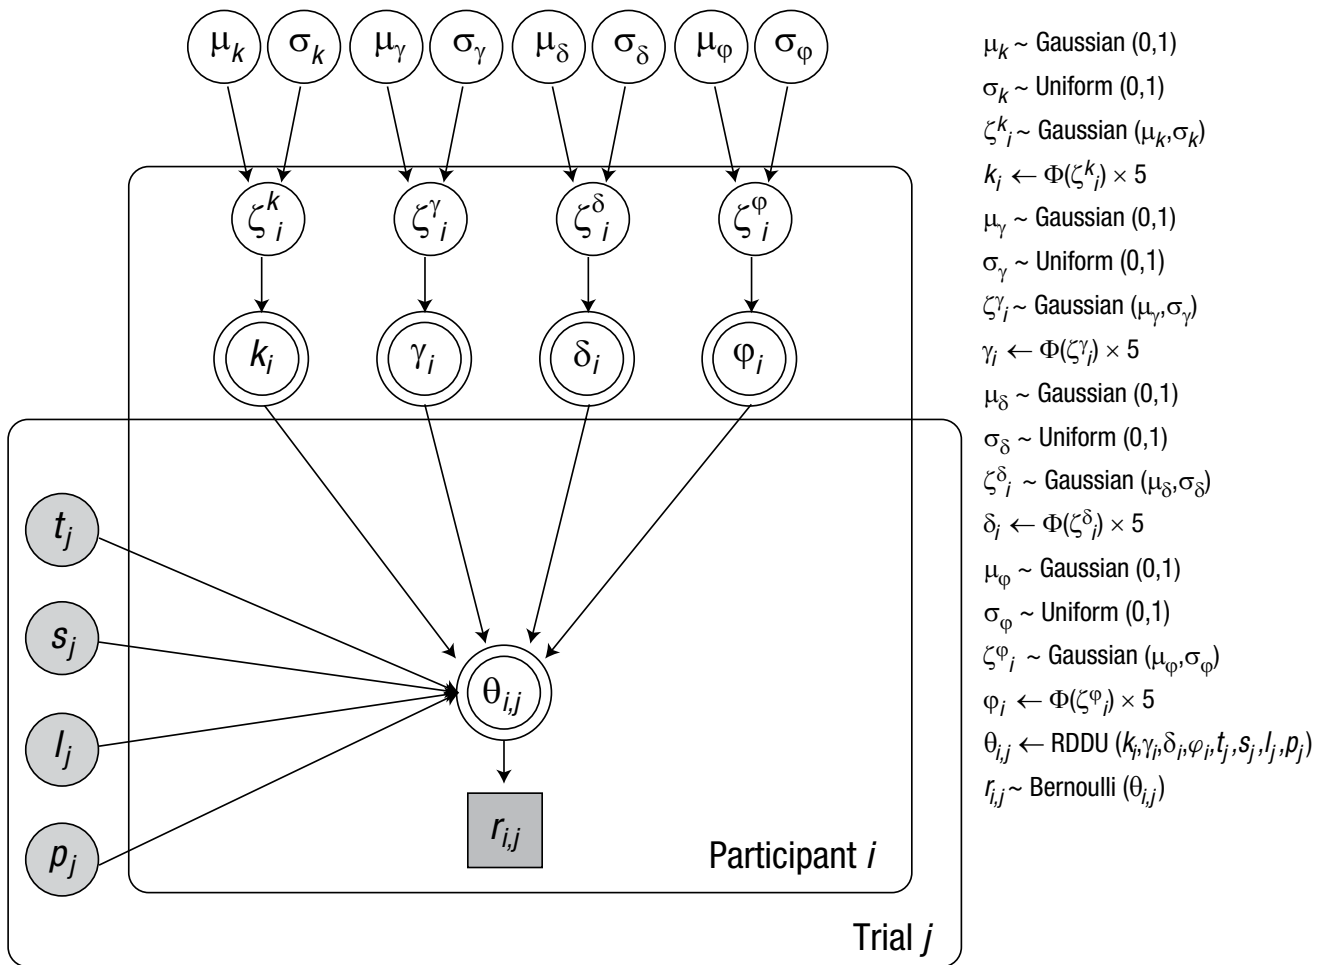 μk σk μγ σγ μδ σδ μφ σφ
ζki ζγi ζδi ζφi
ki γi δi φi
tj
sj
lj
pj
θi,j
ri,j
Participant i
Trial j
μk ~ Gaussian (0,1)
σk ~ Uniform (0,1)
ζki ~ Gaussian (μk,σk)
ki ← Φ(ζki) × 5
μγ ~ Gaussian (0,1)
σγ ~ Uniform (0,1)
ζγi ~ Gaussian (μγ,σγ)
γi ← Φ(ζγi) × 5
μδ ~ Gaussian (0,1)
σδ ~ Uniform (0,1)
ζδi ~ Gaussian (μδ,σδ)
δi ← Φ(ζδi) × 5
μφ ~ Gaussian (0,1)
σφ ~ Uniform (0,1)
ζφi ~ Gaussian (μφ,σφ)
φi ← Φ(ζφi) × 5
θi,j ← RDDU (ki,γi,δi,φi,tj,sj,lj,pj)
ri,j ~ Bernoulli (θi,j)